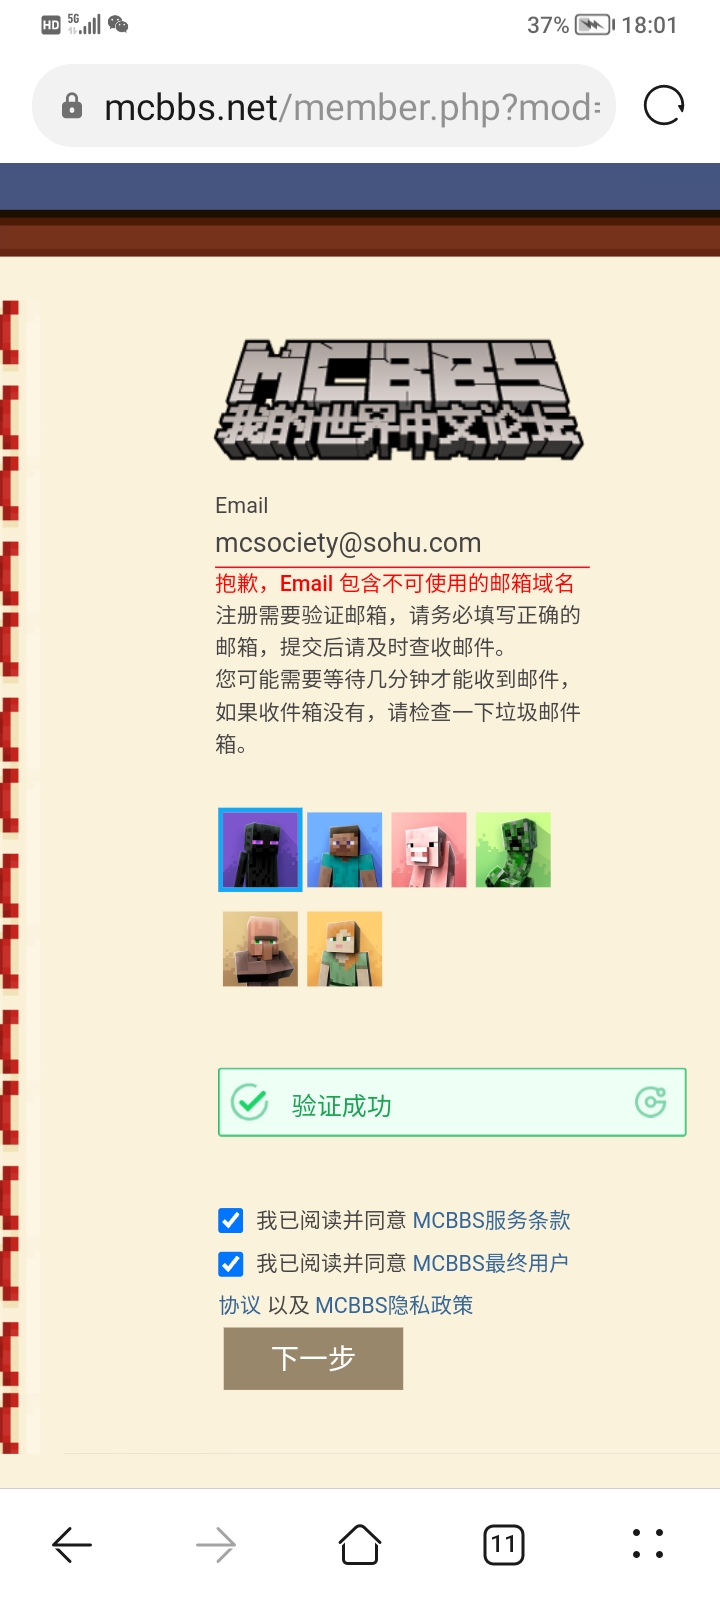 HD 5G 37% 18:01
mcbbs.net/member.php?mod=
MCBBS
我的世界中文论坛
Email
mcsociety@sohu.com
抱歉，Email 包含不可使用的邮箱域名
注册需要验证邮箱，请务必填写正确的
邮箱，提交后请及时查收邮件。
您可能需要等待几分钟才能收到邮件，
如果收件箱没有，请检查一下垃圾邮件
箱。
验证成功
我已阅读并同意 MCBBS服务条款
我已阅读并同意 MCBBS最终用户
协议 以及 MCBBS隐私政策
下一步
11